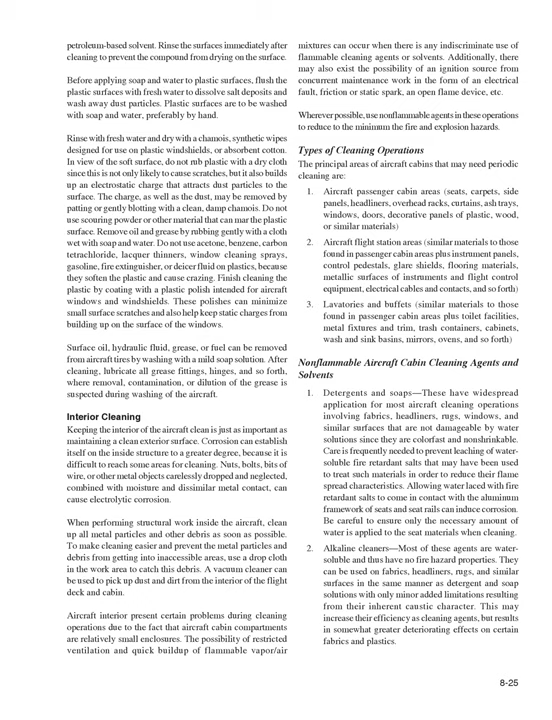 petroleum-based solvent. Rinse the surfaces immediately after
cleaning to prevent the compound from drying on the surface.
Before applying soap and water to plastic surfaces, flush the
plastic surfaces with fresh water to dissolve salt deposits and
wash away dust particles. Plastic surfaces are to be washed
with soap and water, preferably by hand.
Rinse with fresh water and dry with a chamois, synthetic wipes
designed for use on plastic windshields, or absorbent cotton.
In view of the soft surface, do not rub plastic with a dry cloth
since this is not only likely to cause scratches, but it also builds
up an electrostatic charge that attracts dust particles to the
surface. The charge, as well as the dust, may be removed by
patting or gently blotting with a clean, damp chamois. Do not
use scouring powder or other material that can mar the plastic
surface. Remove oil and grease by rubbing gently with a cloth
wet with soap and water. Do not use acetone, benzene, carbon
tetrachloride, lacquer thinners, window cleaning sprays,
gasoline, fire extinguisher, or deicer fluid on plastics, because
they soften the plastic and cause crazing. Finish cleaning the
plastic by coating with a plastic polish intended for aircraft
windows and windshields. These polishes can minimize
small surface scratches and also help keep static charges from
building up on the surface of the windows.
Surface oil, hydraulic fluid, grease, or fuel can be removed
from aircraft tires by washing with a mild soap solution. After
cleaning, lubricate all grease fittings, hinges, and so forth,
where removal, contamination, or dilution of the grease is
suspected during washing of the aircraft.
Interior Cleaning
Keeping the interior of the aircraft clean is just as important as
maintaining a clean exterior surface. Corrosion can establish
itself on the inside structure to a greater degree, because it is
difficult to reach some areas for cleaning. Nuts, bolts, bits of
wire, or other metal objects carelessly dropped and neglected,
combined with moisture and dissimilar metal contact, can
cause electrolytic corrosion.
When performing structural work inside the aircraft, clean
up all metal particles and other debris as soon as possible.
To make cleaning easier and prevent the metal particles and
debris from getting into inaccessible areas, use a drop cloth
in the work area to catch this debris. A vacuum cleaner can
be used to pick up dust and dirt from the interior of the flight
deck and cabin.
Aircraft interior present certain problems during cleaning
operations due to the fact that aircraft cabin compartments
are relatively small enclosures. The possibility of restricted
ventilation and quick buildup of flammable vapor/air
mixtures can occur when there is any indiscriminate use of
flammable cleaning agents or solvents. Additionally, there
may also exist the possibility of an ignition source from
concurrent maintenance work in the form of an electrical
fault, friction or static spark, an open flame device, etc.
Wherever possible, use nonflammable agents in these operations
to reduce to the minimum the fire and explosion hazards.
Types of Cleaning Operations
The principal areas of aircraft cabins that may need periodic
cleaning are:
1. Aircraft passenger cabin areas (seats, carpets, side
panels, headliners, overhead racks, curtains, ash trays,
windows, doors, decorative panels of plastic, wood,
or similar materials)
2. Aircraft flight station areas (similar materials to those
found in passenger cabin areas plus instrument panels,
control pedestals, glare shields, flooring materials,
metallic surfaces of instruments and flight control
equipment, electrical cables and contacts, and so forth)
3. Lavatories and buffets (similar materials to those
found in passenger cabin areas plus toilet facilities,
metal fixtures and trim, trash containers, cabinets,
wash and sink basins, mirrors, ovens, and so forth)
Nonflammable Aircraft Cabin Cleaning Agents and
Solvents
1. Detergents and soaps—These have widespread
application for most aircraft cleaning operations
involving fabrics, headliners, rugs, windows, and
similar surfaces that are not damageable by water
solutions since they are colorfast and nonshrinkable.
Care is frequently needed to prevent leaching of water-
soluble fire retardant salts that may have been used
to treat such materials in order to reduce their flame
spread characteristics. Allowing water laced with fire
retardant salts to come in contact with the aluminum
framework of seats and seat rails can induce corrosion.
Be careful to ensure only the necessary amount of
water is applied to the seat materials when cleaning.
2. Alkaline cleaners—Most of these agents are water-
soluble and thus have no fire hazard properties. They
can be used on fabrics, headliners, rugs, and similar
surfaces in the same manner as detergent and soap
solutions with only minor added limitations resulting
from their inherent caustic character. This may
increase their efficiency as cleaning agents, but results
in somewhat greater deteriorating effects on certain
fabrics and plastics.
8-25